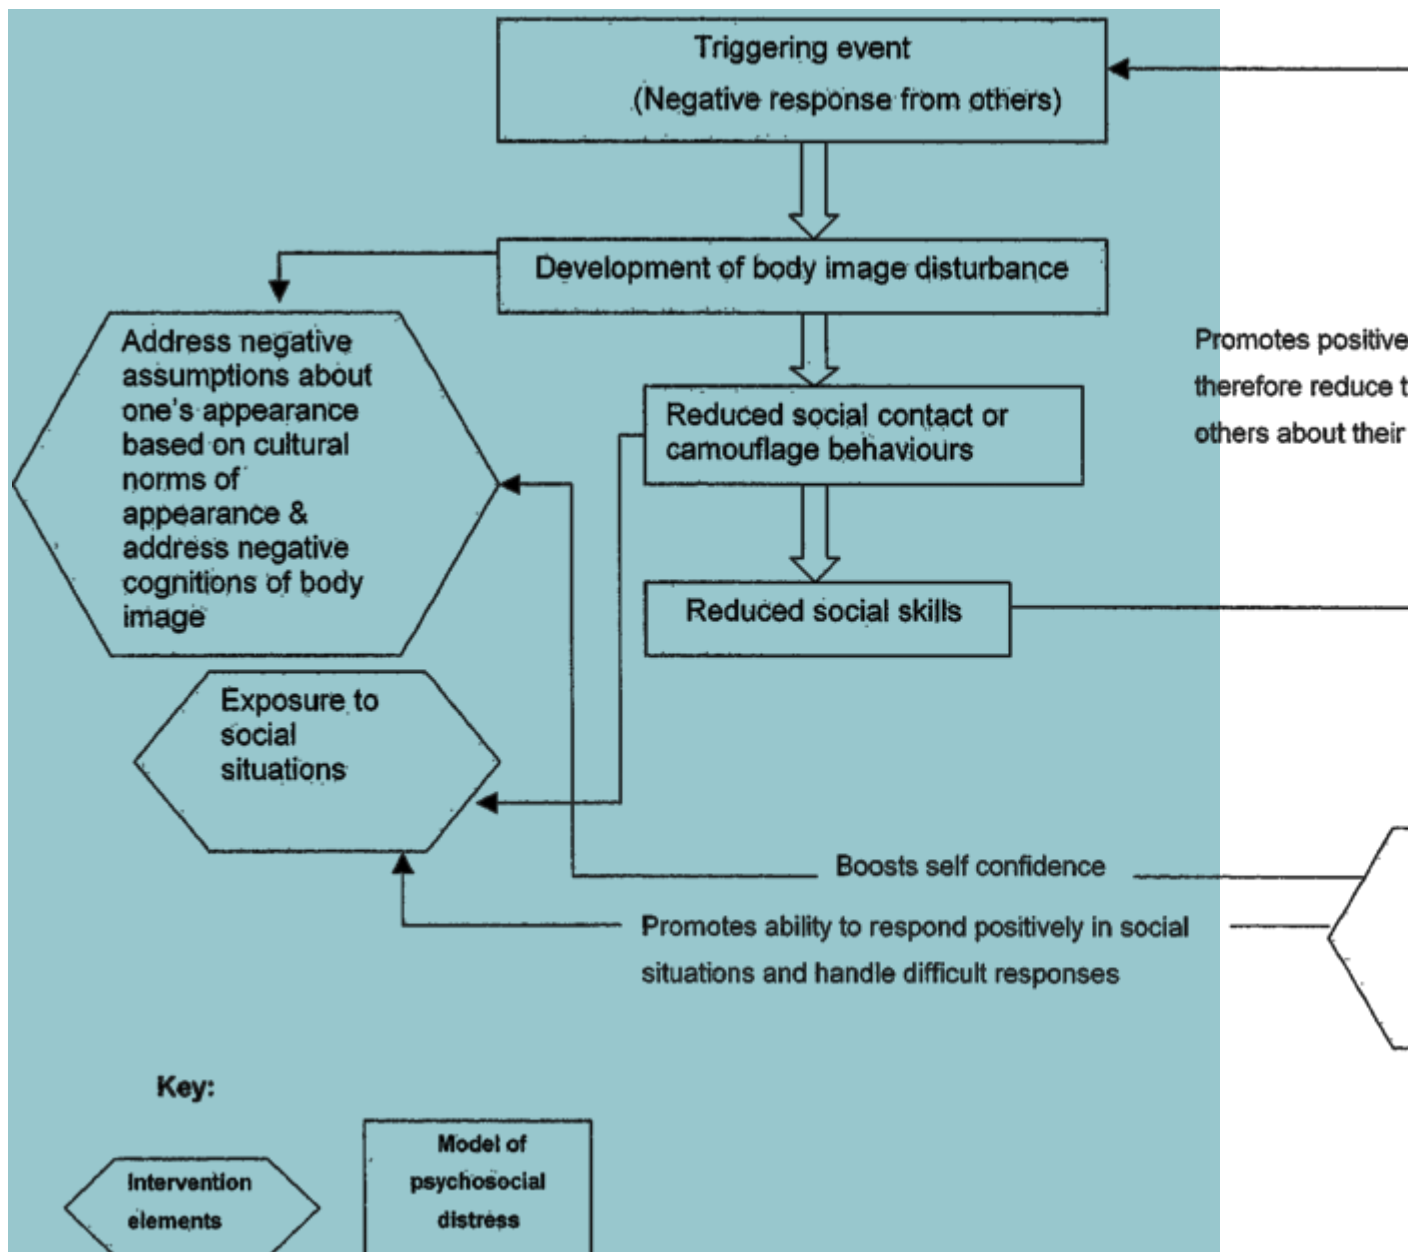 Triggering event
(Negative response from others)
Development of body image disturbance
Address negative
assumptions about
one's appearance
based on cultural
norms of
appearance &
address negative
cognitions of body
image
Promotes positive
therefore reduce t
others about their
Reduced social contact or
camouflage behaviours
Reduced social skills
Exposure to
social
situations
Boosts self confidence
Promotes ability to respond positively in social
situations and handle difficult responses
Key:
Intervention
elements
Model of
psychosocial
distress